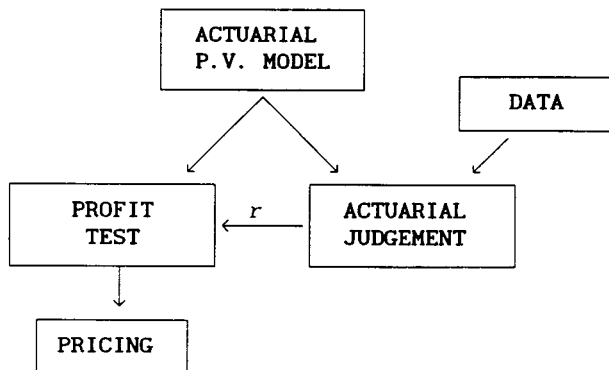 ACTUARIAL
P.V. MODEL
DATA
PROFIT
TEST
r
ACTUARIAL
JUDGEMENT
PRICING